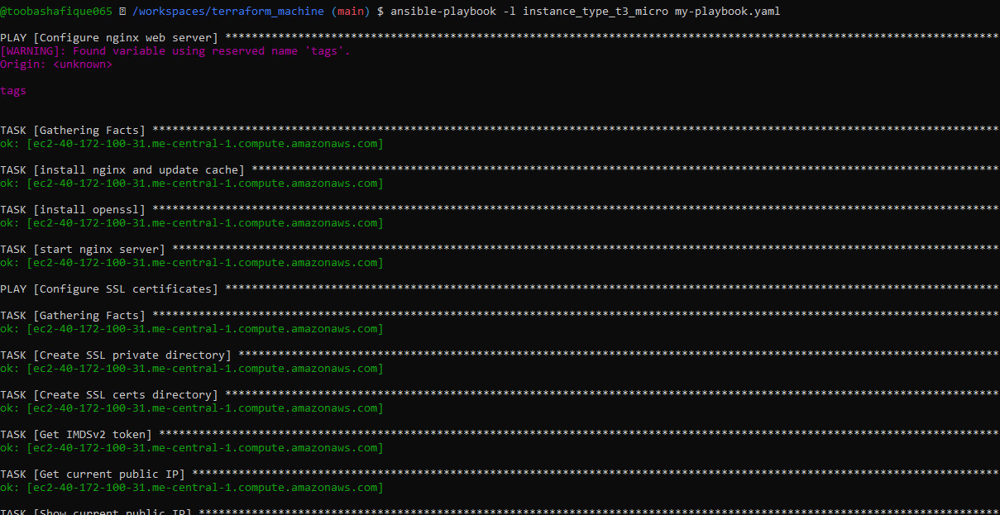 @toobashafique065 /workspaces/terraform_machine (main) $ ansible-playbook -l instance_type_t3_micro my-playbook.yaml
PLAY [Configure nginx web server] *********************************************************************************************************************
[WARNING]: Found variable using reserved name 'tags'.
Origin: <unknown>
tags
TASK [Gathering Facts] ********************************************************************************************************************************
ok: [ec2-40-172-100-31.me-central-1.compute.amazonaws.com]
TASK [install nginx and update cache] *****************************************************************************************************************
ok: [ec2-40-172-100-31.me-central-1.compute.amazonaws.com]
TASK [install openssl] ********************************************************************************************************************************
ok: [ec2-40-172-100-31.me-central-1.compute.amazonaws.com]
TASK [start nginx server] *****************************************************************************************************************************
ok: [ec2-40-172-100-31.me-central-1.compute.amazonaws.com]
PLAY [Configure SSL certificates] *********************************************************************************************************************
TASK [Gathering Facts] ********************************************************************************************************************************
ok: [ec2-40-172-100-31.me-central-1.compute.amazonaws.com]
TASK [Create SSL private directory] *******************************************************************************************************************
ok: [ec2-40-172-100-31.me-central-1.compute.amazonaws.com]
TASK [Create SSL certs directory] *********************************************************************************************************************
ok: [ec2-40-172-100-31.me-central-1.compute.amazonaws.com]
TASK [Get IMDSv2 token] *******************************************************************************************************************************
ok: [ec2-40-172-100-31.me-central-1.compute.amazonaws.com]
TASK [Get current public IP] **************************************************************************************************************************
ok: [ec2-40-172-100-31.me-central-1.compute.amazonaws.com]
TASK [Show current public IP] *************************************************************************************************************************